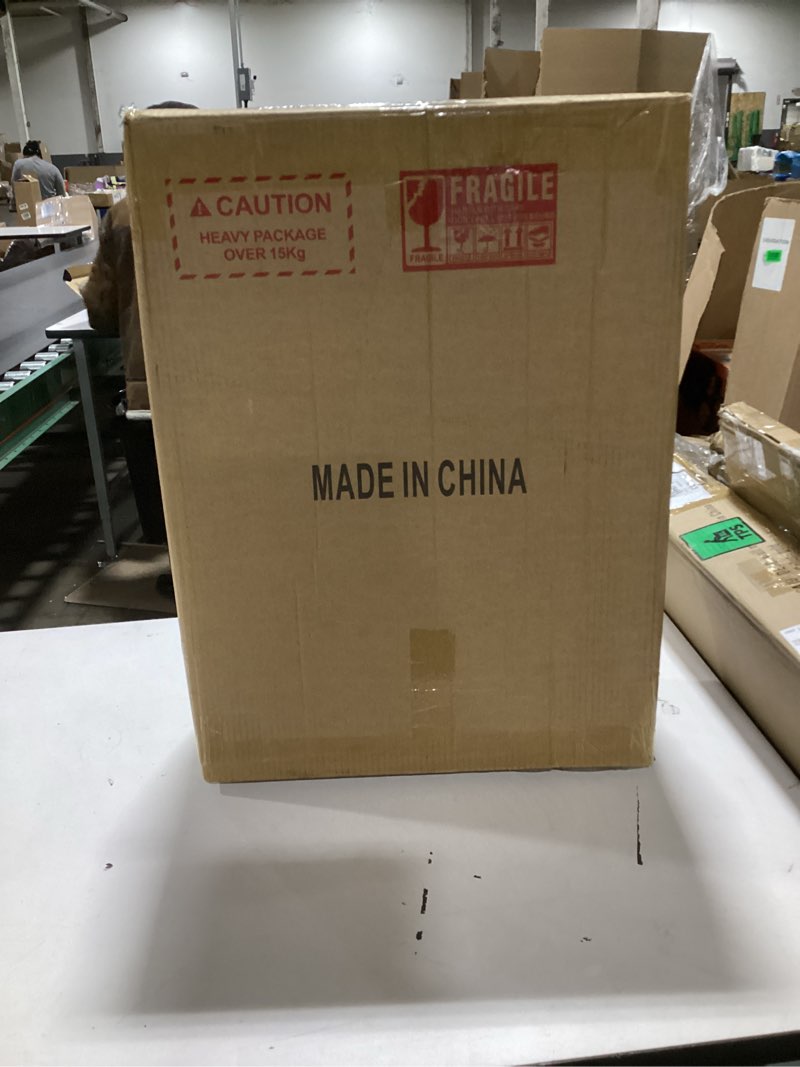 CAUTION
HEAVY PACKAGE
OVER 15Kg
FRAGILE
FRAGILE
MADE IN CHINA